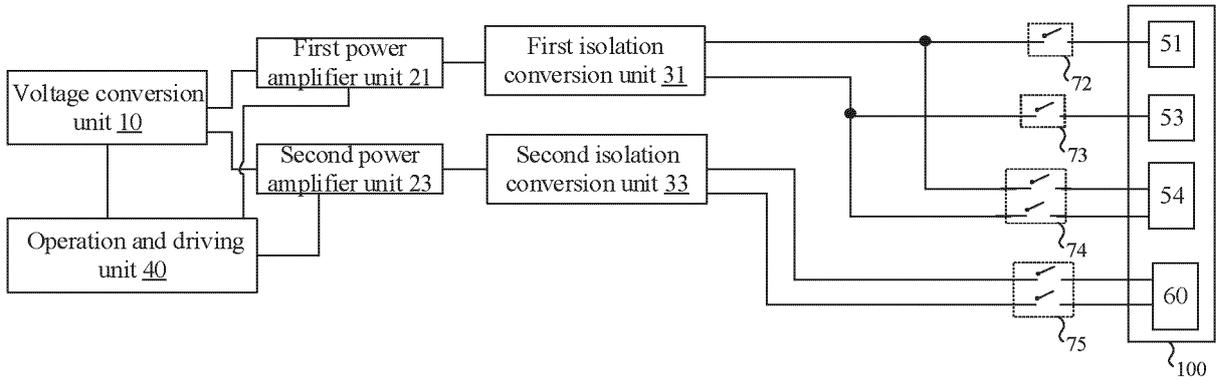 Voltage conversion
unit 10
First power
amplifier unit 21
First isolation
conversion unit 31
Second power
amplifier unit 23
Second isolation
conversion unit 33
Operation and driving
unit 40
72
73
74
75
51
53
54
60
100